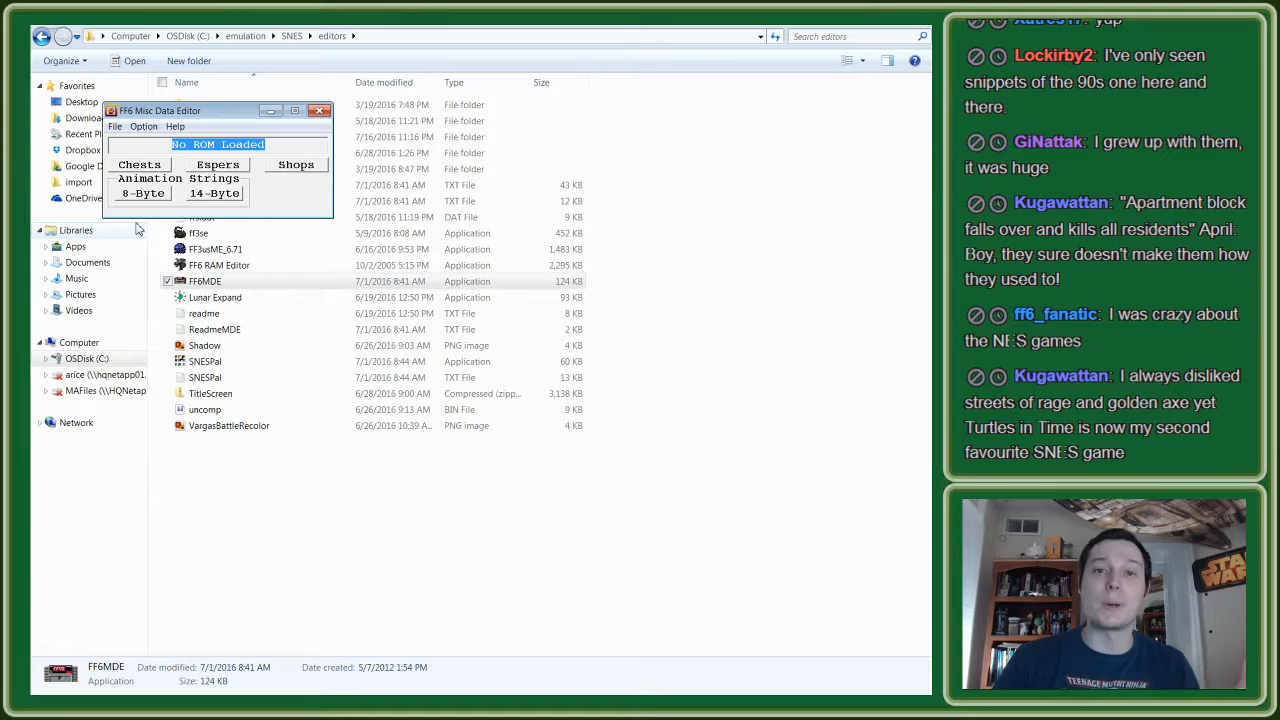 Computer
OSDisk (C:)
emulation
SNES
editors
Search editors
Organize
Open
New folder
Name
Date modified
Type
Size
Favorites
Desktop
Downloa
Recent P
Dropbox
Google D
import
OneDrive
Libraries
Apps
Documents
Music
Pictures
Videos
Computer
OSDisk (C:)
arice (\\hqnetapp01.
MAFiles (\\HQNetap
Network
FF6 Misc Data Editor
File Option Help
No ROM Loaded
Chests Espers Shops
Animation Strings
8-Byte 14-Byte
3/19/2016 7:48 PM File folder
5/18/2016 11:21 PM File folder
7/16/2016 11:16 PM File folder
6/28/2016 1:26 PM File folder
3/19/2016 8:47 PM File folder
7/1/2016 8:41 AM TXT File 43 KB
7/1/2016 8:41 AM TXT File 12 KB
5/18/2016 11:19 PM DAT File 9 KB
ff3se 5/9/2016 8:08 AM Application 452 KB
FF3usME_6.71 6/16/2016 9:53 PM Application 1,483 KB
FF6 RAM Editor 10/2/2005 5:15 PM Application 2,295 KB
FF6MDE 7/1/2016 8:41 AM Application 124 KB
Lunar Expand 6/19/2016 12:50 PM Application 93 KB
readme 6/19/2016 12:50 PM TXT File 8 KB
ReadmeMDE 7/1/2016 8:41 AM TXT File 2 KB
Shadow 6/26/2016 9:03 AM PNG image 4 KB
SNESPal 7/1/2016 8:44 AM Application 60 KB
SNESPal 7/1/2016 8:44 AM TXT File 13 KB
TitleScreen 6/28/2016 9:00 AM Compressed (zipp... 3,138 KB
uncomp 6/26/2016 9:13 AM BIN File 9 KB
VargasBattleRecolor 6/26/2016 10:39 A... PNG image 4 KB
FF6MDE Date modified: 7/1/2016 8:41 AM Date created: 5/7/2012 1:54 PM
Application Size: 124 KB
yap
Lockirby2: I've only seen
snippets of the 90s one here and
there.
GiNattak: I grew up with them,
it was huge
Kugawattan: "Apartment block
falls over and kills all residents" April:
Boy, they sure doesn't make them how
they used to!
ff6_fanatic: I was crazy about
the NES games
Kugawattan: I always disliked
streets of rage and golden axe yet
Turtles in Time is now my second
favourite SNES game
STAR
WA
TEENAGE MUTANT NINJA